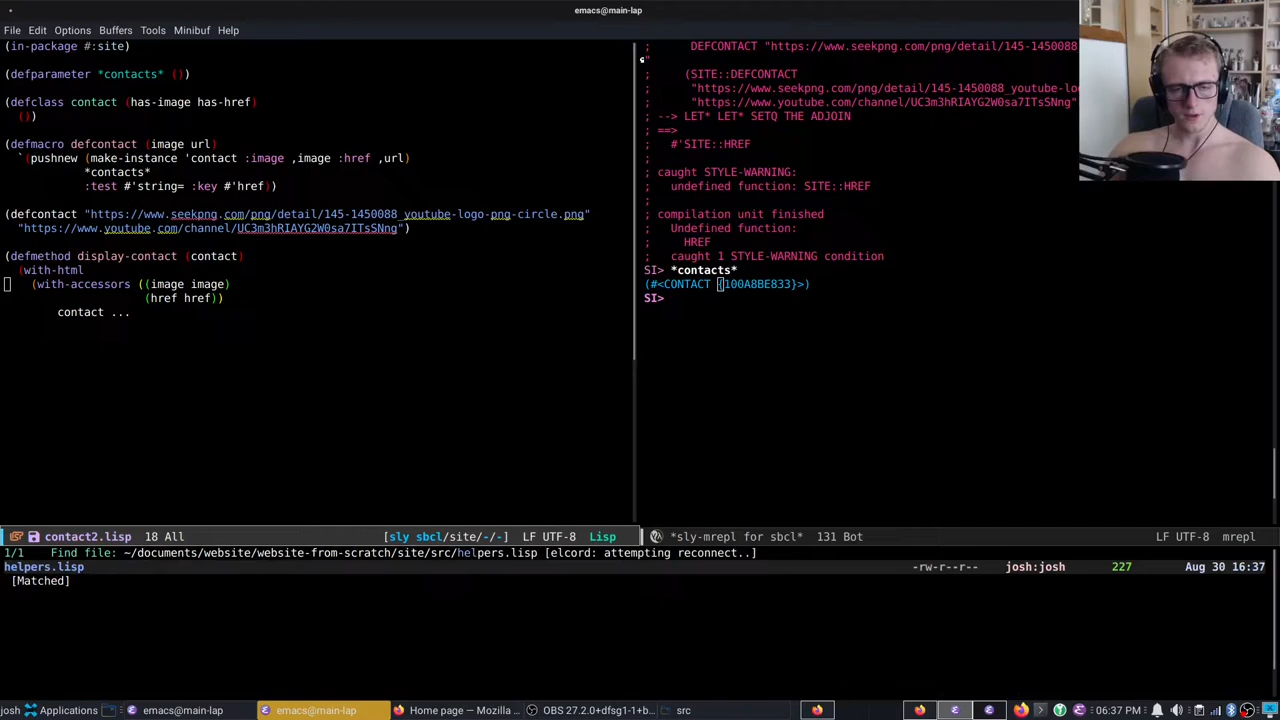 emacs@main-lap
File Edit Options Buffers Tools Minibuf Help
(in-package #:site)
(defparameter *contacts* ())
(defclass contact (has-image has-href)
())
(defmacro defcontact (image url)
`(pushnew (make-instance 'contact :image ,image :href ,url)
*contacts*
:test #'string= :key #'href))
(defcontact "https://www.seekpng.com/png/detail/145-1450088_youtube-logo-png-circle.png"
"https://www.youtube.com/channel/UC3m3hRIAYG2W0sa7ITsSNng")
(defmethod display-contact (contact)
(with-html
(with-accessors ((image image)
(href href))
contact ...
; DEFCONTACT "https://www.seekpng.com/png/detail/145-1450088
"
; (SITE::DEFCONTACT
; "https://www.seekpng.com/png/detail/145-1450088_youtube-lo
; "https://www.youtube.com/channel/UC3m3hRIAYG2W0sa7ITsSNng"
; --> LET* LET* SETQ THE ADJOIN
; ==>
; #'SITE::HREF
;
; caught STYLE-WARNING:
; undefined function: SITE::HREF
;
; compilation unit finished
; Undefined function:
; HREF
; caught 1 STYLE-WARNING condition
SI> *contacts*
(#<CONTACT {100A8BE833}>)
SI>
contact2.lisp 18 All [sly sbcl/site/-/-] LF UTF-8 Lisp
*sly-mrepl for sbcl* 131 Bot LF UTF-8 mrepl
1/1 Find file: ~/documents/website/website-from-scratch/site/src/helpers.lisp [elcord: attempting reconnect..]
helpers.lisp -rw-r--r-- josh:josh 227 Aug 30 16:37
[Matched]
josh Applications emacs@main-lap emacs@main-lap Home page – Mozilla ... OBS 27.2.0+dfsg1-1+b... src 06:37 PM